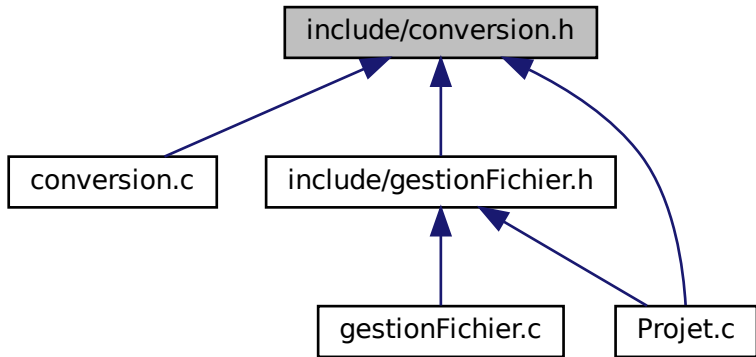 include/conversion.h
conversion.c
include/gestionFichier.h
gestionFichier.c
Projet.c